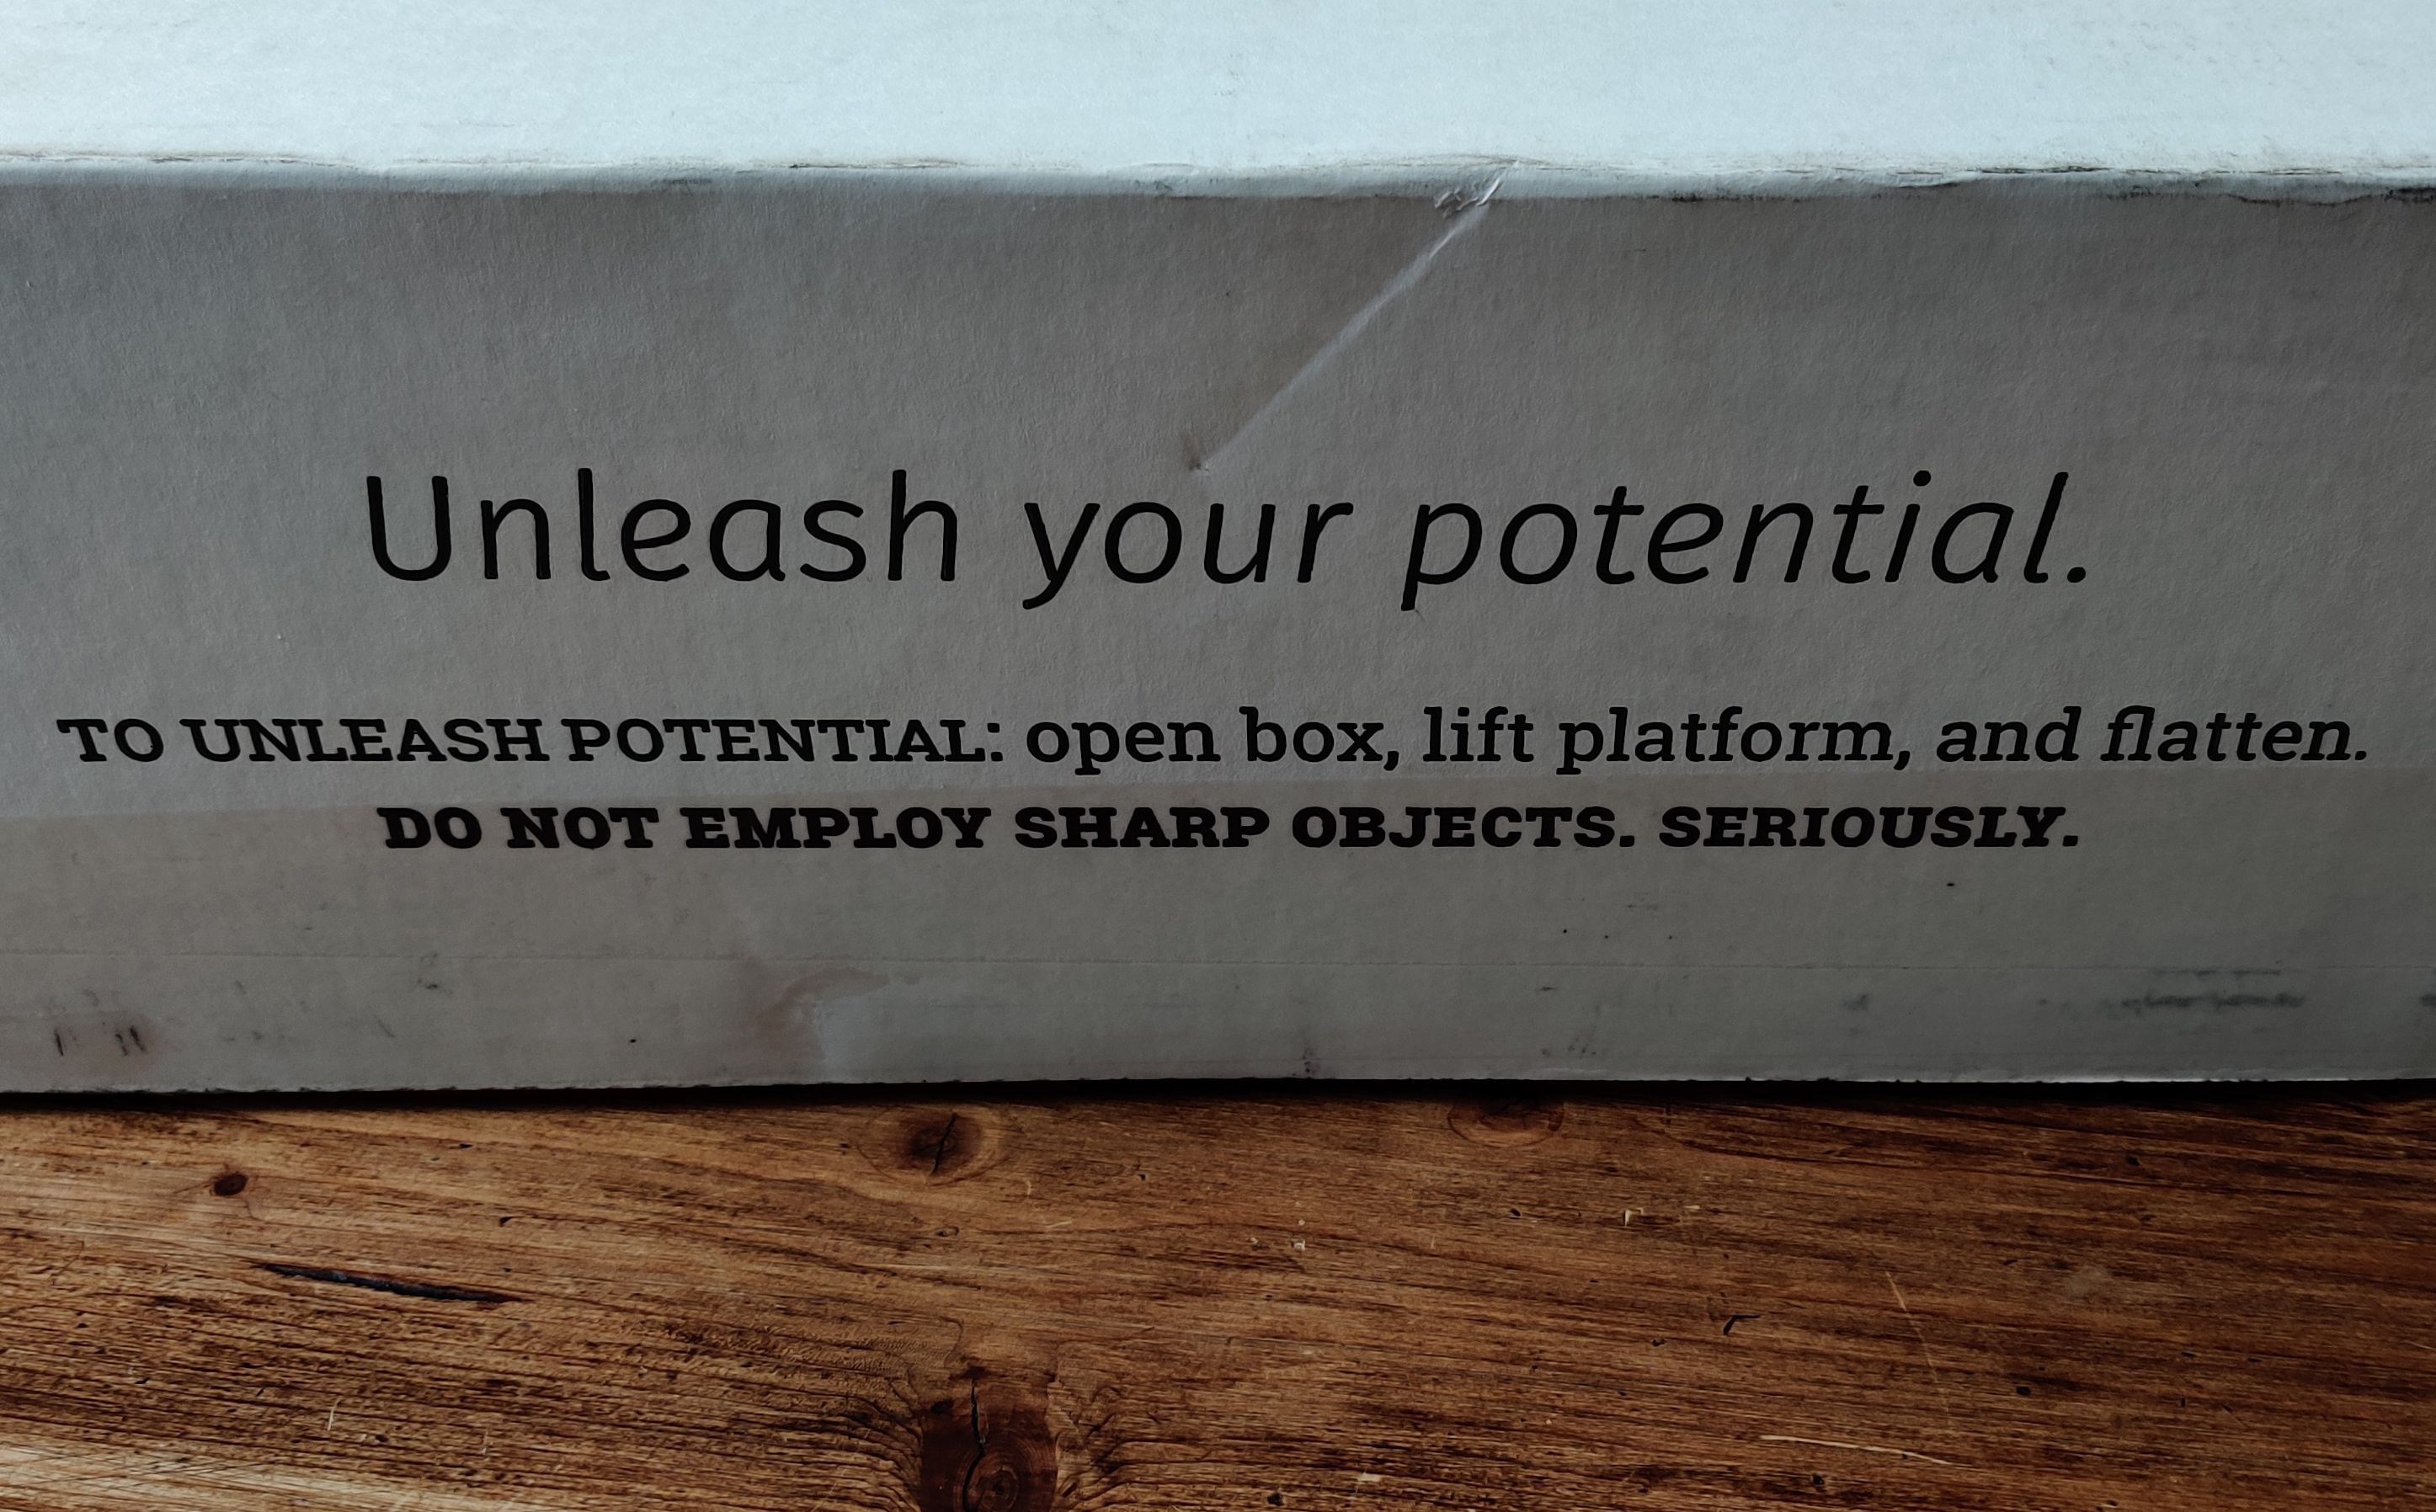 Unleash your potential.
TO UNLEASH POTENTIAL: open box, lift platform, and flatten.
DO NOT EMPLOY SHARP OBJECTS. SERIOUSLY.